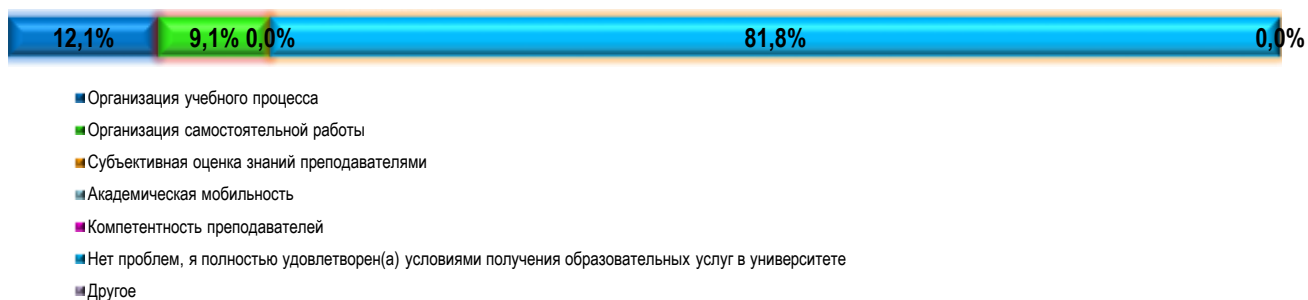 12,1% 9,1% 0,0% 81,8% 0,0%
Организация учебного процесса
Организация самостоятельной работы
Субъективная оценка знаний преподавателями
Академическая мобильность
Компетентность преподавателей
Нет проблем, я полностью удовлетворен(а) условиями получения образовательных услуг в университете
Другое